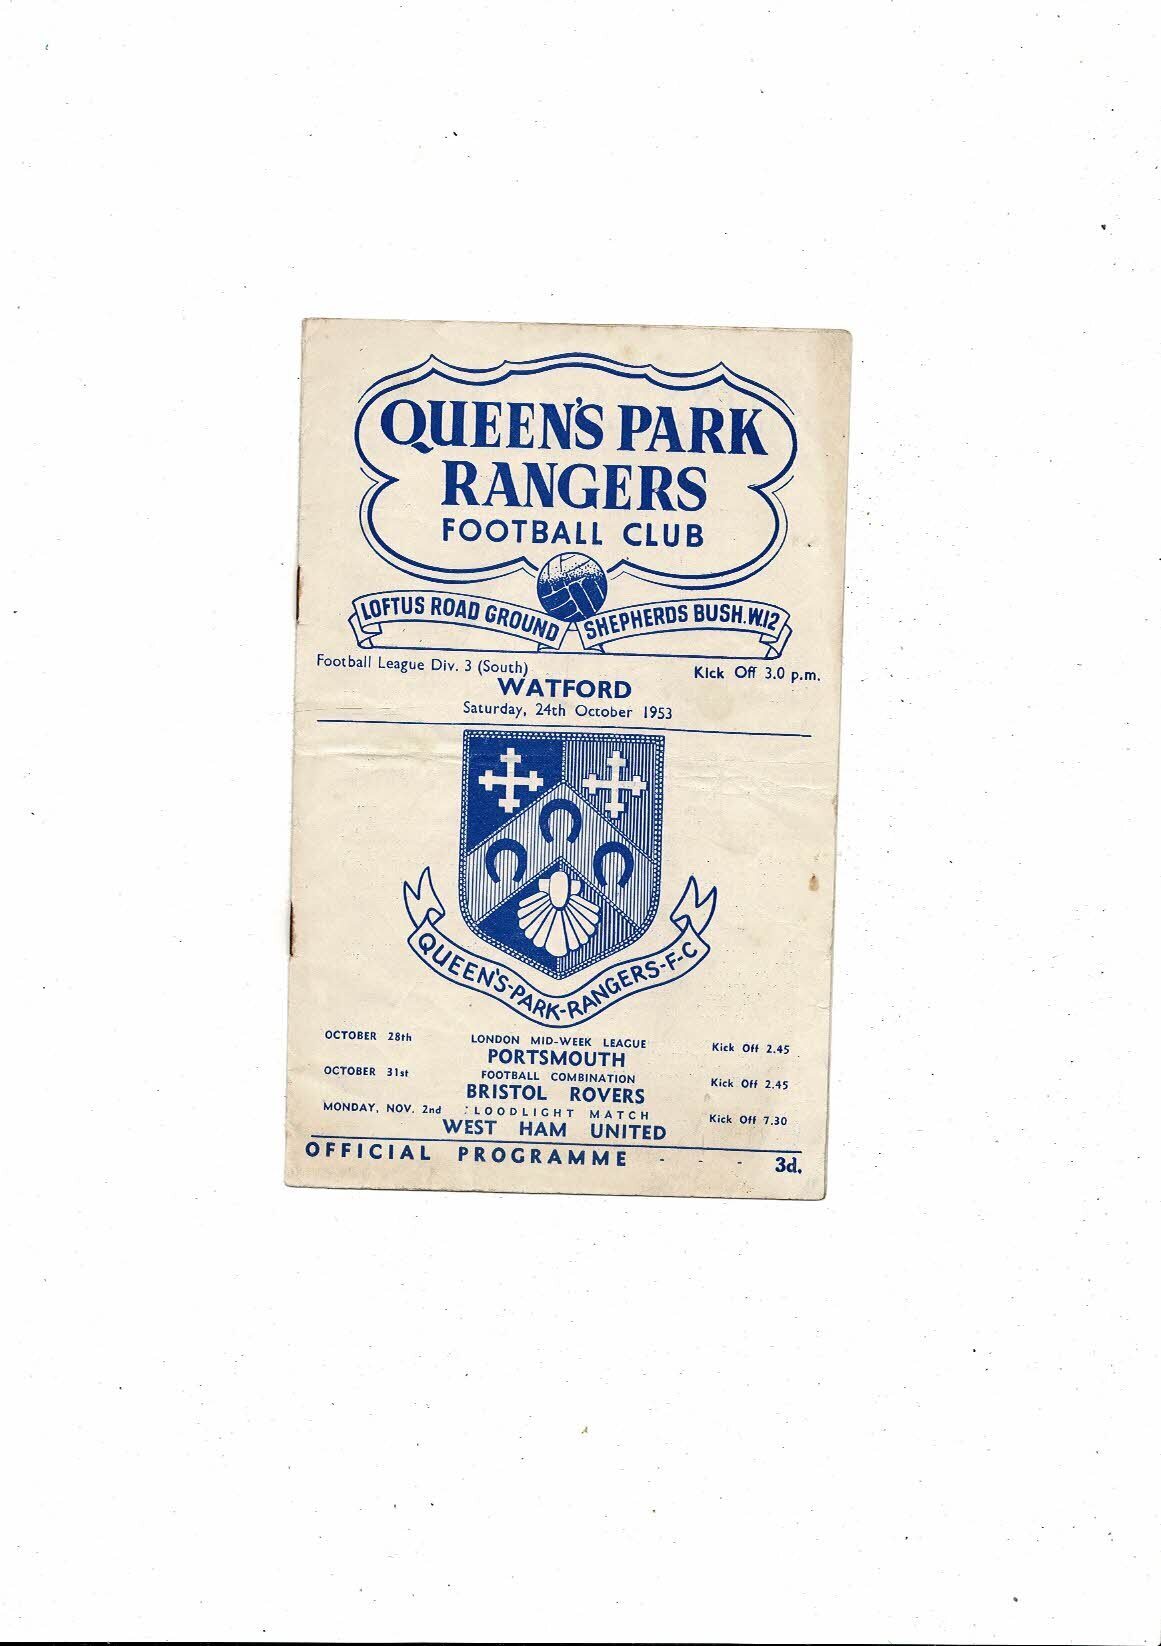 QUEEN'S PARK
RANGERS
FOOTBALL CLUB
LOFTUS ROAD GROUND SHEPHERDS BUSH. W.12
Football League Div. 3 (South) Kick Off 3.0 p.m.
WATFORD
Saturday, 24th October 1953
QUEEN'S-PARK-RANGERS-F-C
OCTOBER 28th LONDON MID-WEEK LEAGUE Kick Off 2.45
PORTSMOUTH
OCTOBER 31st FOOTBALL COMBINATION Kick Off 2.45
BRISTOL ROVERS
MONDAY, NOV. 2nd FLOODLIGHT MATCH Kick Off 7.30
WEST HAM UNITED
OFFICIAL PROGRAMME - - - 3d.